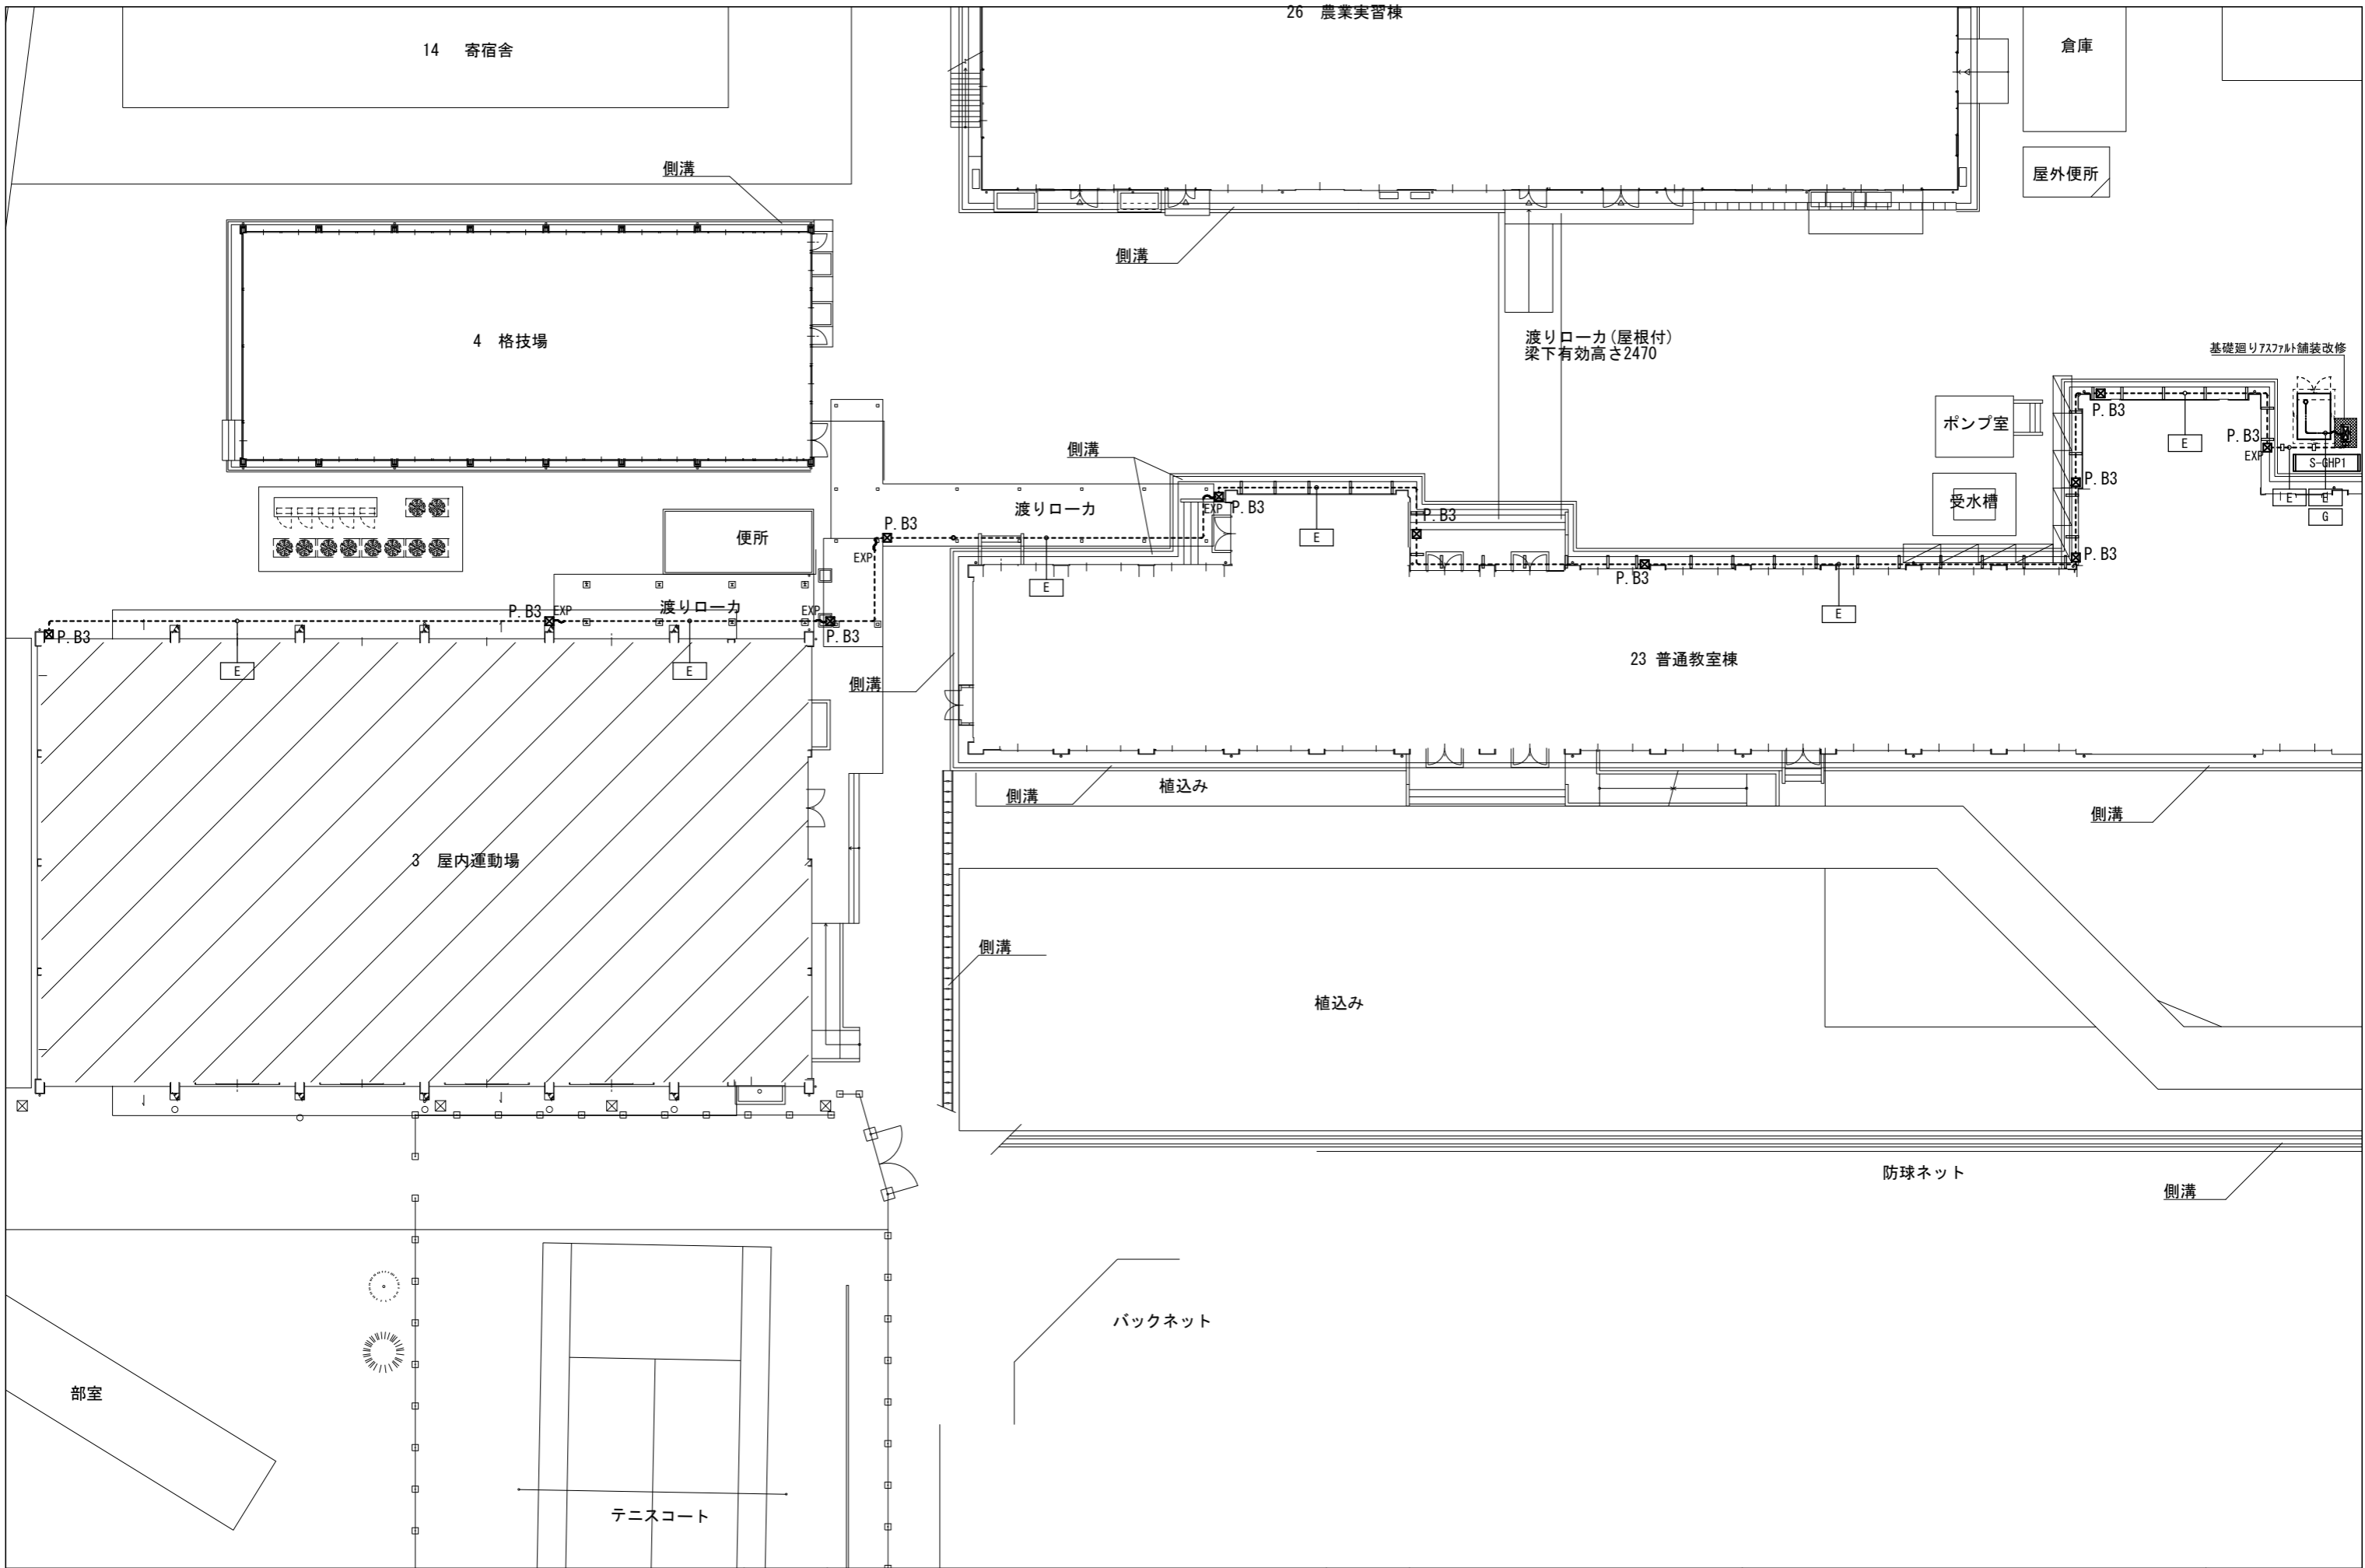 26 農業実習棟
14 寄宿舎
倉庫
側溝
屋外便所
側溝
4 格技場
渡りローカ(屋根付)
梁下有効高さ2470
基礎廻りアスファルト舗装改修
P.B3
ポンプ室
側溝
P.B3
E
EXP
S-GHP1
P.B3
受水槽
E
E
G
渡りローカ
EXP
P.B3
P.B3
P.B3
便所
EXP
E
P.B3
P.B3
E
渡りローカ
P.B3
EXP
EXP
E
P.B3
P.B3
23 普通教室棟
E
E
側溝
植込み
側溝
側溝
3 屋内運動場
側溝
植込み
防球ネット
側溝
バックネット
部室
テニスコート